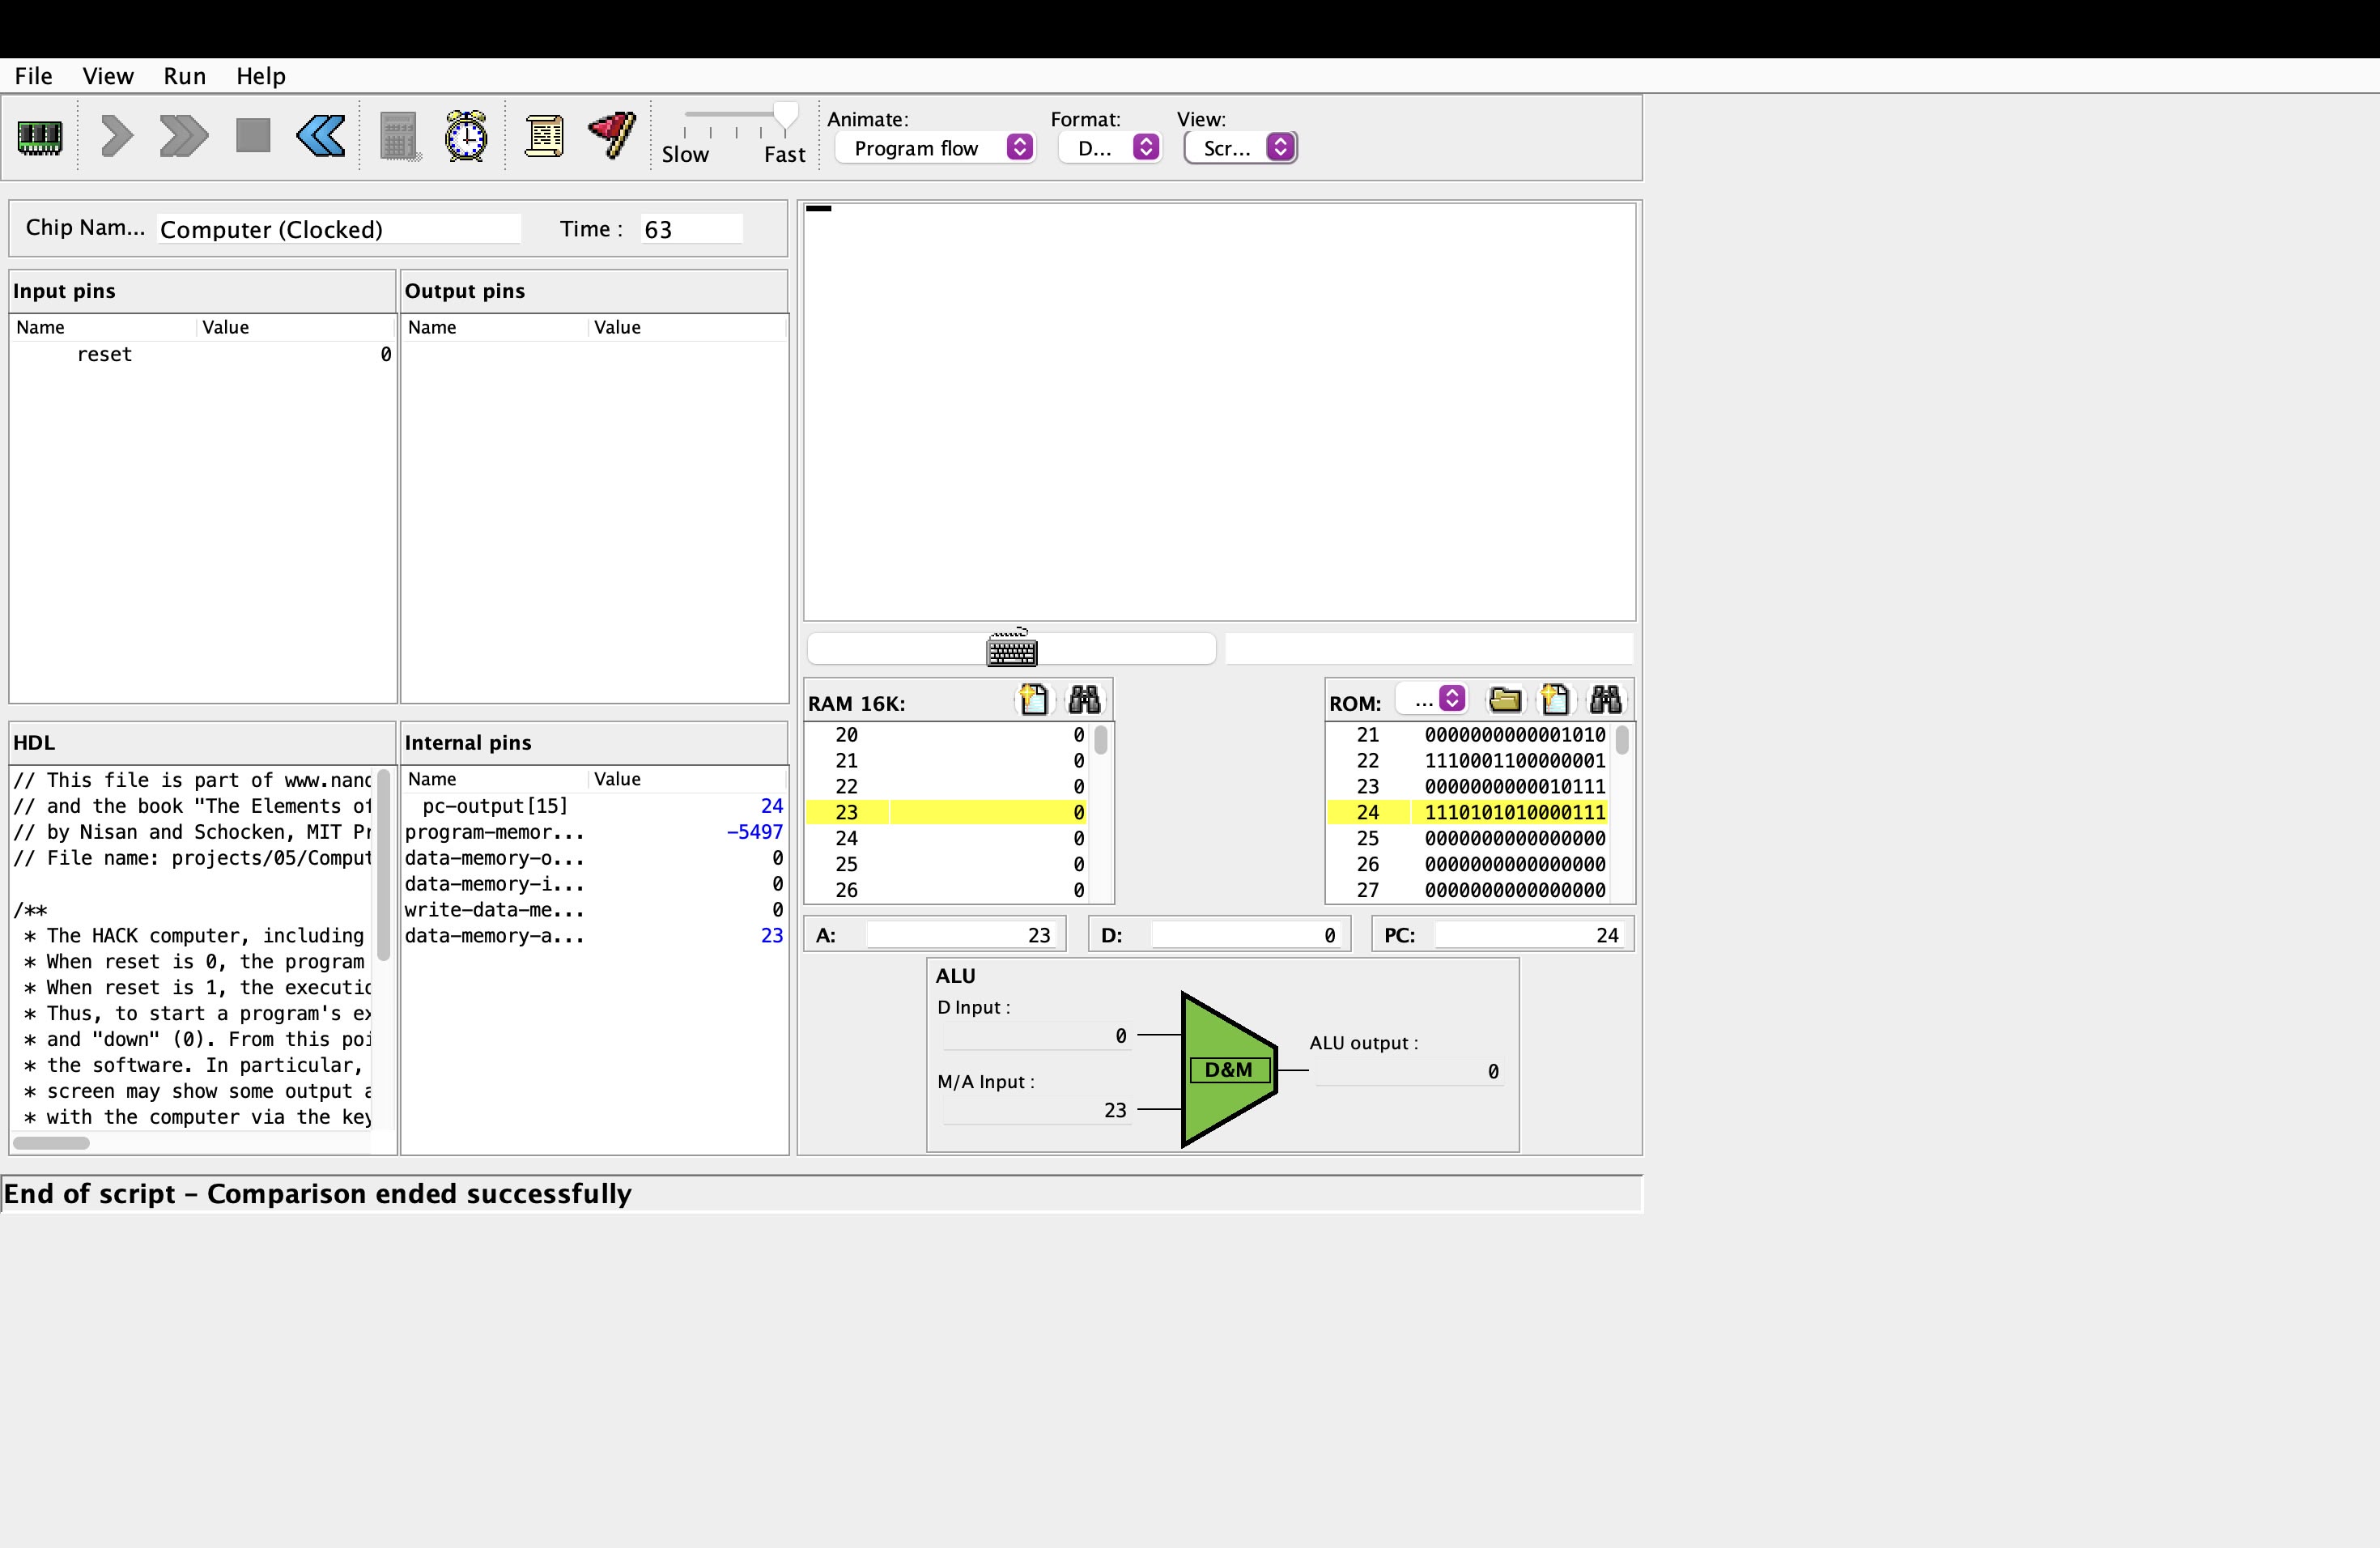 File View Run Help
Animate: Format: View:
Slow Fast Program flow D... Scr...
Chip Nam... Computer (Clocked) Time : 63
Input pins
Name Value
reset 0
Output pins
Name Value
HDL
// This file is part of www.nand
// and the book "The Elements of
// by Nisan and Schocken, MIT Pr
// File name: projects/05/Comput
/**
* The HACK computer, including
* When reset is 0, the program
* When reset is 1, the executio
* Thus, to start a program's ex
* and "down" (0). From this poi
* the software. In particular,
* screen may show some output a
* with the computer via the key
Internal pins
Name Value
pc-output[15] 24
program-memor... -5497
data-memory-o... 0
data-memory-i... 0
write-data-me... 0
data-memory-a... 23
RAM 16K:
20 0
21 0
22 0
23 0
24 0
25 0
26 0
ROM: ...
21 0000000000001010
22 1110001100000001
23 0000000000010111
24 1110101010000111
25 0000000000000000
26 0000000000000000
27 0000000000000000
A: 23 D: 0 PC: 24
ALU
D Input :
0
M/A Input :
23
D&M
ALU output :
0
End of script – Comparison ended successfully